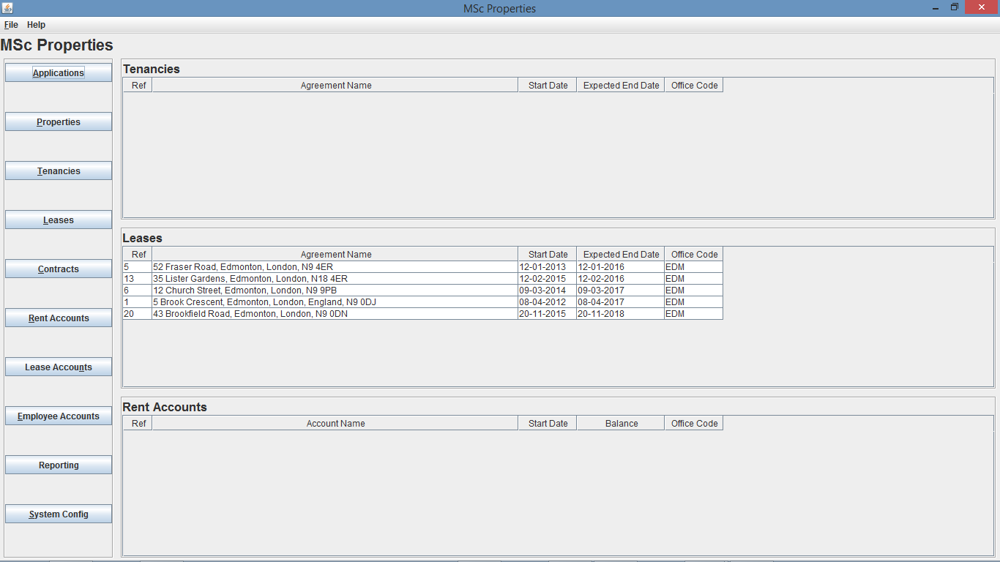 MSc Properties
File Help
MSc Properties
Applications
Properties
Tenancies
Leases
Contracts
Rent Accounts
Lease Accounts
Employee Accounts
Reporting
System Config
Tenancies
Ref Agreement Name Start Date Expected End Date Office Code
Leases
Ref Agreement Name Start Date Expected End Date Office Code
5 52 Fraser Road, Edmonton, London, N9 4ER 12-01-2013 12-01-2016 EDM
13 35 Lister Gardens, Edmonton, London, N18 4ER 12-02-2015 12-02-2016 EDM
6 12 Church Street, Edmonton, London, N9 9PB 09-03-2014 09-03-2017 EDM
1 5 Brook Crescent, Edmonton, London, England, N9 0DJ 08-04-2012 08-04-2017 EDM
20 43 Brookfield Road, Edmonton, London, N9 0DN 20-11-2015 20-11-2018 EDM
Rent Accounts
Ref Account Name Start Date Balance Office Code